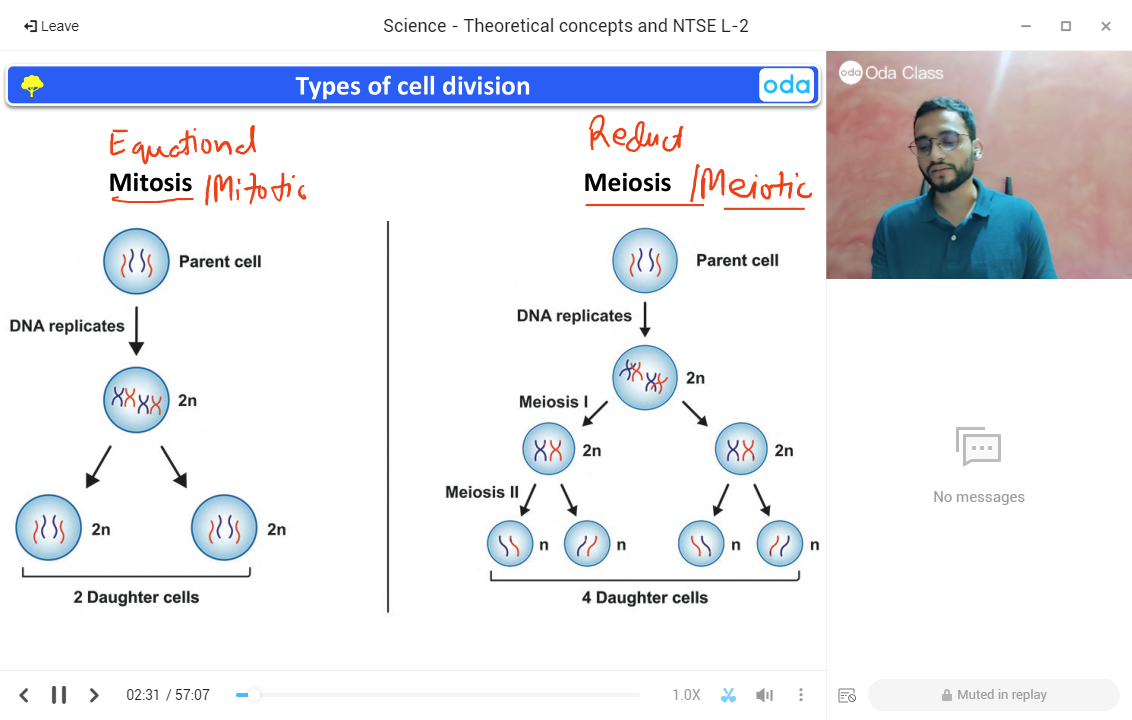 Leave
Science - Theoretical concepts and NTSE L-2
Types of cell division
oda
oda Oda Class
Equational
Mitosis /Mitotic
Reduct
Meiosis /Meiotic
Parent cell
DNA replicates
2n
2n
2n
2 Daughter cells
Parent cell
DNA replicates
2n
Meiosis I
2n
2n
Meiosis II
n
n
n
n
4 Daughter cells
No messages
02:31 / 57:07
1.0X
Muted in replay